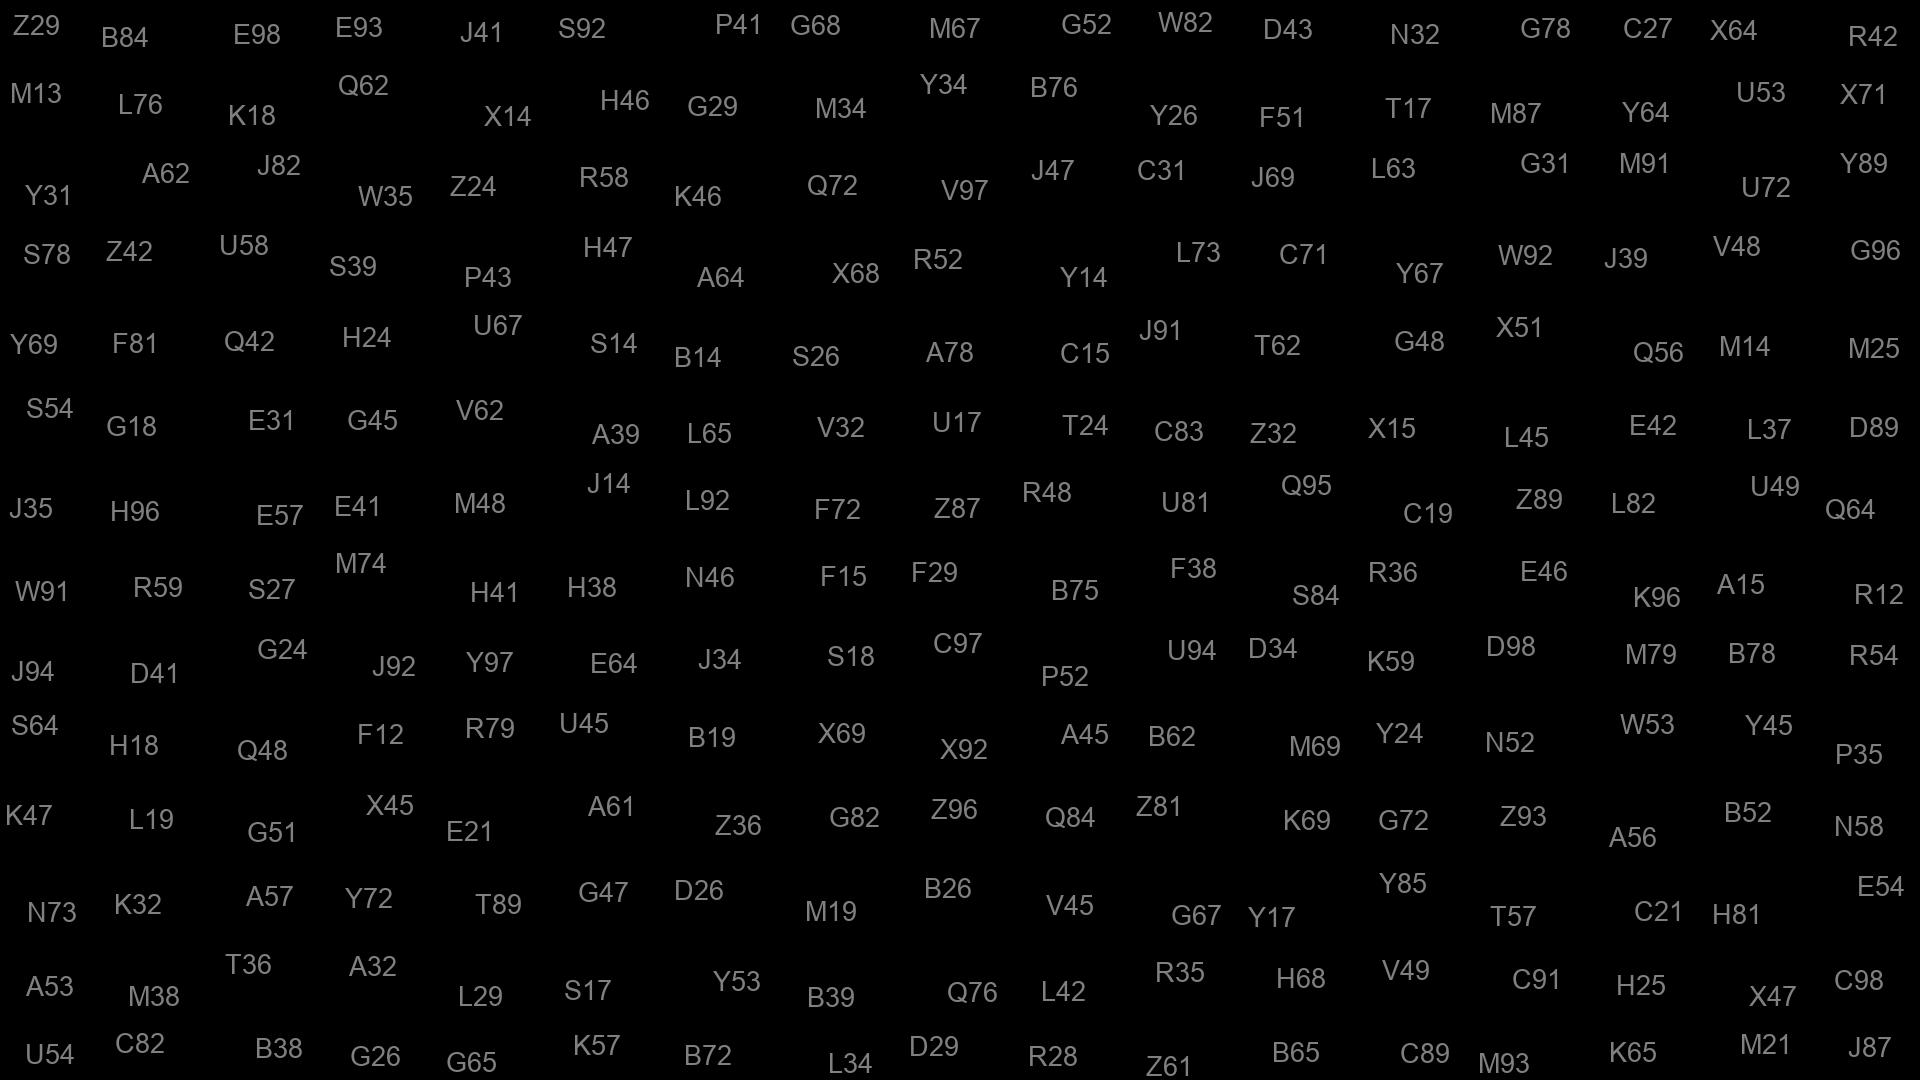 Z29 B84 E98 E93 J41 S92 P41 G68 M67 G52 W82 D43 N32 G78 C27 X64 R42
M13 L76 K18 Q62 X14 H46 G29 M34 Y34 B76 Y26 F51 T17 M87 Y64 U53 X71
Y31 A62 J82 W35 Z24 R58 K46 Q72 V97 J47 C31 J69 L63 G31 M91 U72 Y89
S78 Z42 U58 S39 P43 H47 A64 X68 R52 Y14 L73 C71 Y67 W92 J39 V48 G96
Y69 F81 Q42 H24 U67 S14 B14 S26 A78 C15 J91 T62 G48 X51 Q56 M14 M25
S54 G18 E31 G45 V62 A39 L65 V32 U17 T24 C83 Z32 X15 L45 E42 L37 D89
J35 H96 E57 E41 M48 J14 L92 F72 Z87 R48 U81 Q95 C19 Z89 L82 U49 Q64
W91 R59 S27 M74 H41 H38 N46 F15 F29 B75 F38 S84 R36 E46 K96 A15 R12
J94 D41 G24 J92 Y97 E64 J34 S18 C97 P52 U94 D34 K59 D98 M79 B78 R54
S64 H18 Q48 F12 R79 U45 B19 X69 X92 A45 B62 M69 Y24 N52 W53 Y45 P35
K47 L19 G51 X45 E21 A61 Z36 G82 Z96 Q84 Z81 K69 G72 Z93 A56 B52 N58
N73 K32 A57 Y72 T89 G47 D26 M19 B26 V45 G67 Y17 Y85 T57 C21 H81 E54
A53 M38 T36 A32 L29 S17 Y53 B39 Q76 L42 R35 H68 V49 C91 H25 X47 C98
U54 C82 B38 G26 G65 K57 B72 L34 D29 R28 Z61 B65 C89 M93 K65 M21 J87